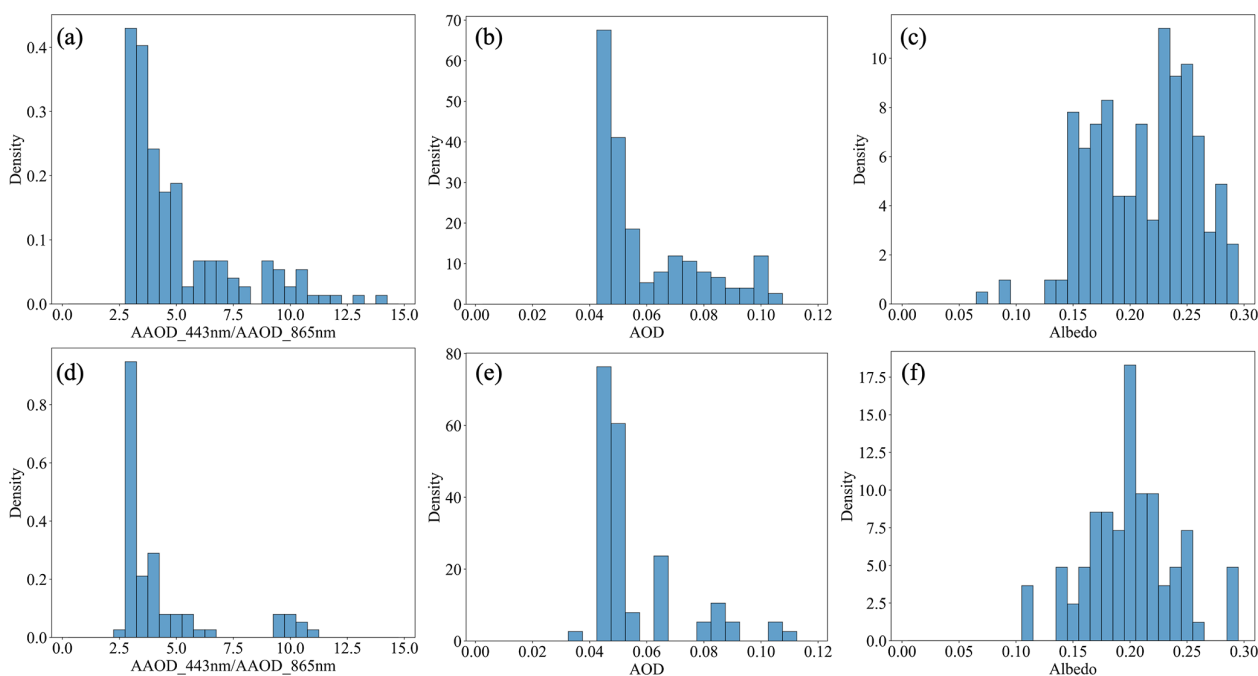 (a)
Density
0.4
0.3
0.2
0.1
0.0
0.0 2.5 5.0 7.5 10.0 12.5 15.0
AAOD_443nm/AAOD_865nm
(b)
Density
70
60
50
40
30
20
10
0
0.00 0.02 0.04 0.06 0.08 0.10 0.12
AOD
(c)
Density
10
8
6
4
2
0
0.00 0.05 0.10 0.15 0.20 0.25 0.30
Albedo
(d)
Density
0.8
0.6
0.4
0.2
0.0
0.0 2.5 5.0 7.5 10.0 12.5 15.0
AAOD_443nm/AAOD_865nm
(e)
Density
80
60
40
20
0
0.00 0.02 0.04 0.06 0.08 0.10 0.12
AOD
(f)
Density
17.5
15.0
12.5
10.0
7.5
5.0
2.5
0.0
0.00 0.05 0.10 0.15 0.20 0.25 0.30
Albedo